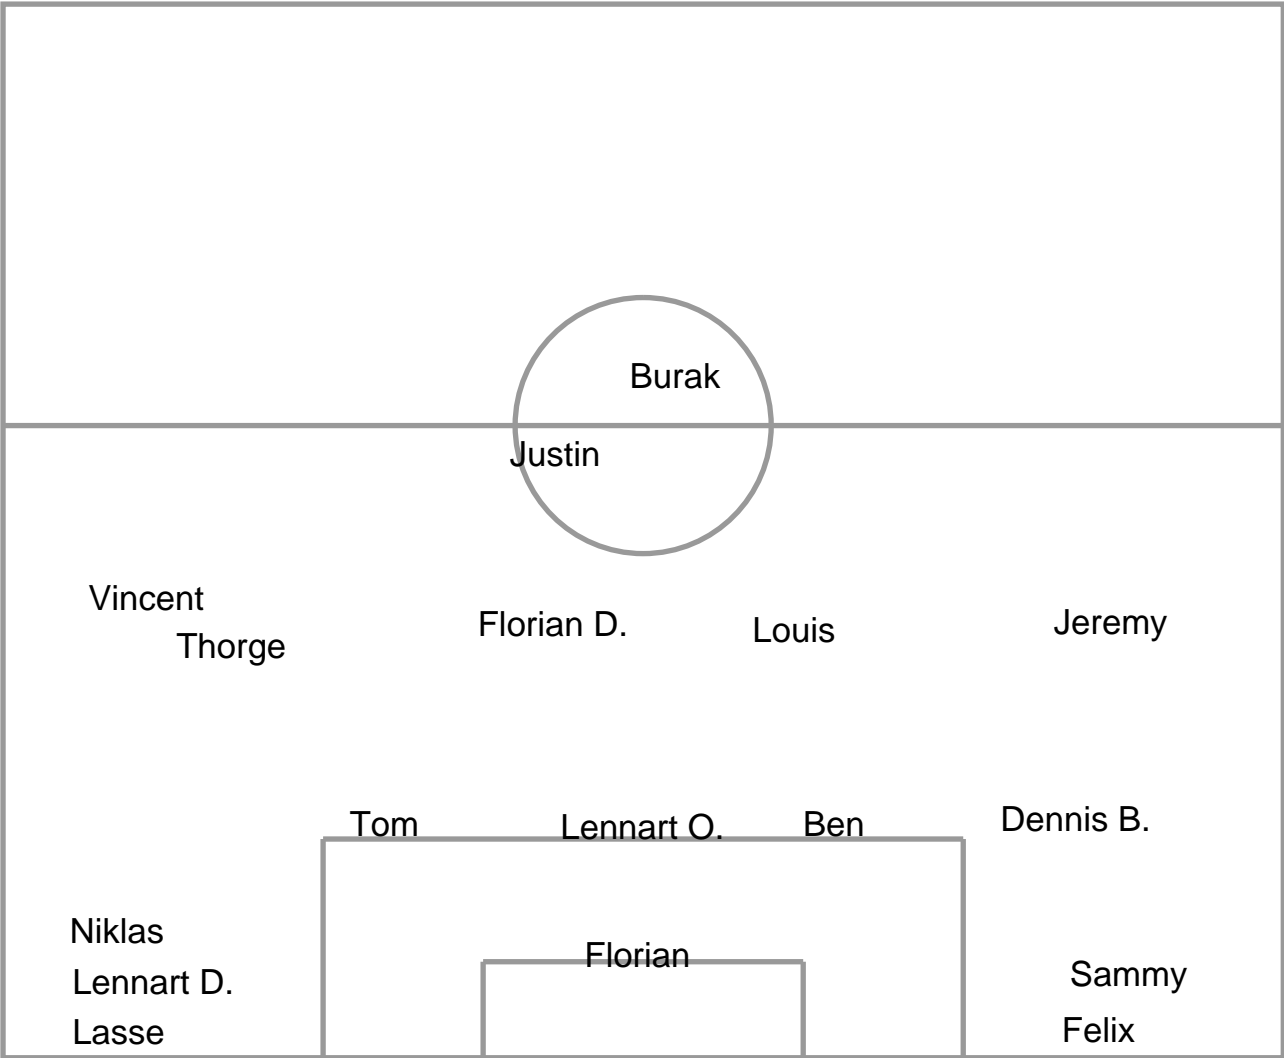 Burak
Justin
Vincent
Florian D.
Louis
Jeremy
Thorge
Tom
Lennart O.
Ben
Dennis B.
Niklas
Florian
Sammy
Lennart D.
Lasse
Felix